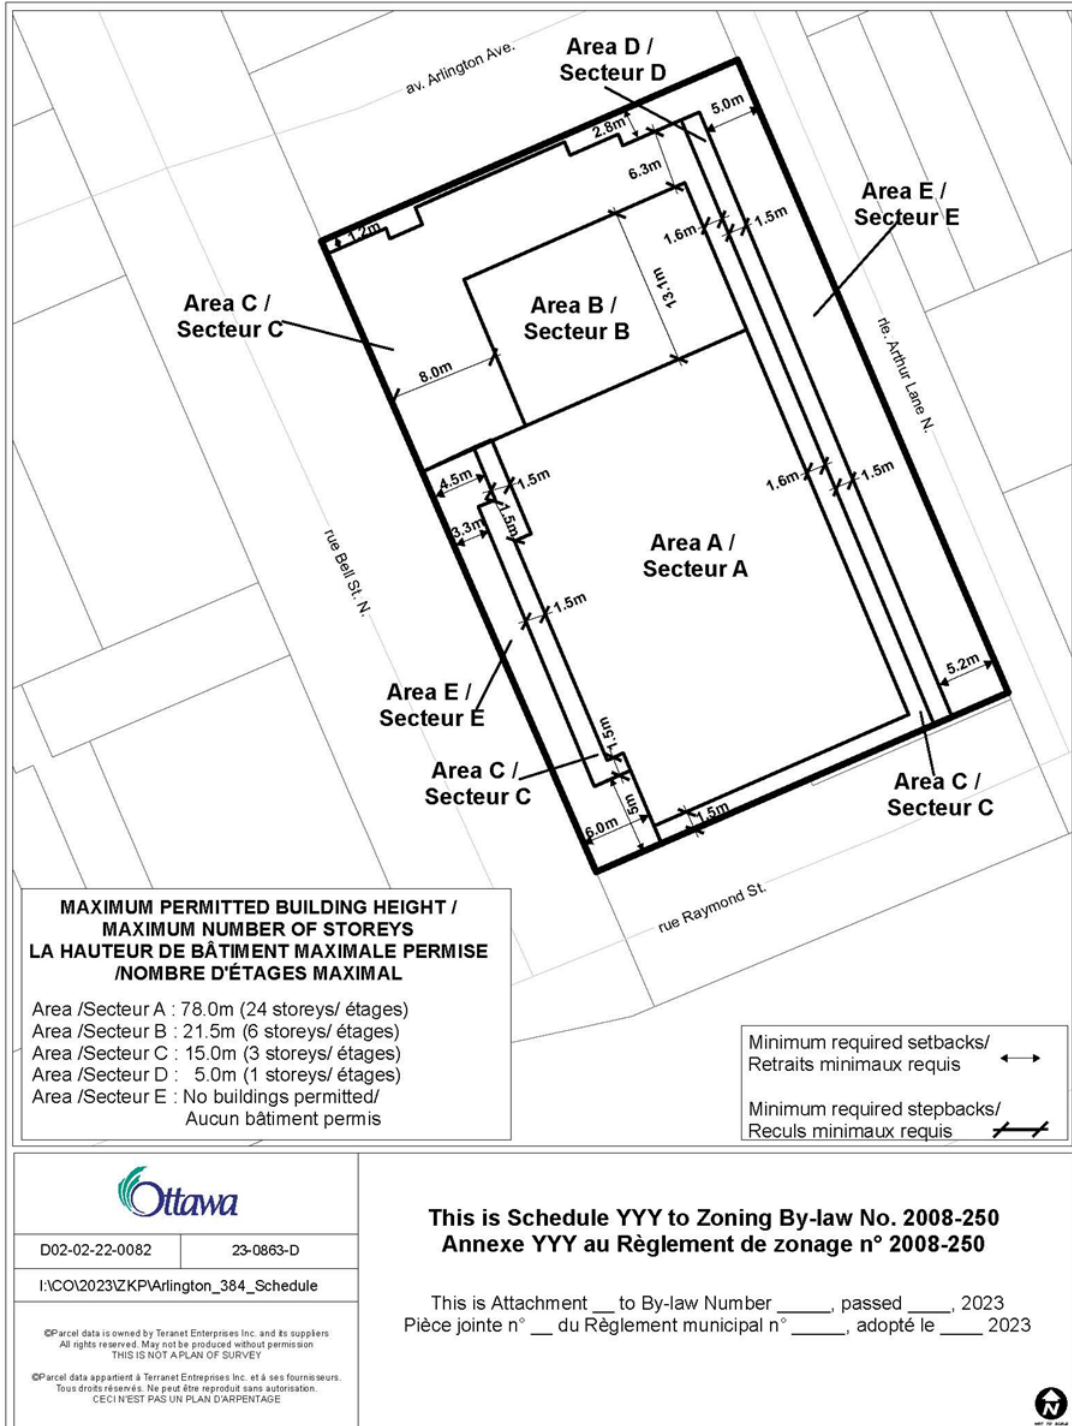 av. Arlington Ave.
Area D /
Secteur D
5.0m
2.8m
6.3m
Area E /
Secteur E
1.2m
1.6m
1.5m
13.1m
Area C /
Secteur C
Area B /
Secteur B
8.0m
rle. Arthur Lane N.
4.5m
1.5m
1.6m
1.5m
3.3m
1.5m
rue Bell St. N.
Area A /
Secteur A
1.5m
5.2m
Area E /
Secteur E
1.5m
Area C /
Secteur C
Area C /
Secteur C
5m
6.0m
1.5m
rue Raymond St.
MAXIMUM PERMITTED BUILDING HEIGHT /
MAXIMUM NUMBER OF STOREYS
LA HAUTEUR DE BÂTIMENT MAXIMALE PERMISE
/NOMBRE D'ÉTAGES MAXIMAL
Area /Secteur A : 78.0m (24 storeys/ étages)
Area /Secteur B : 21.5m (6 storeys/ étages)
Area /Secteur C : 15.0m (3 storeys/ étages)
Area /Secteur D : 5.0m (1 storeys/ étages)
Area /Secteur E : No buildings permitted/
Aucun bâtiment permis
Minimum required setbacks/
Retraits minimaux requis
Minimum required stepbacks/
Reculs minimaux requis
Ottawa
D02-02-22-0082
23-0863-D
I:\CO\2023\ZKP\Arlington_384_Schedule
©Parcel data is owned by Teranet Enterprises Inc. and its suppliers
All rights reserved. May not be produced without permission
THIS IS NOT A PLAN OF SURVEY
©Parcel data appartient à Terranet Entreprises Inc. et à ses fournisseurs.
Tous droits réservés. Ne peut être reproduit sans autorisation.
CECI N'EST PAS UN PLAN D'ARPENTAGE
This is Schedule YYY to Zoning By-law No. 2008-250
Annexe YYY au Règlement de zonage n° 2008-250
This is Attachment __ to By-law Number _____, passed ____, 2023
Pièce jointe n° __ du Règlement municipal n° _____, adopté le ____ 2023
N
NOT TO SCALE